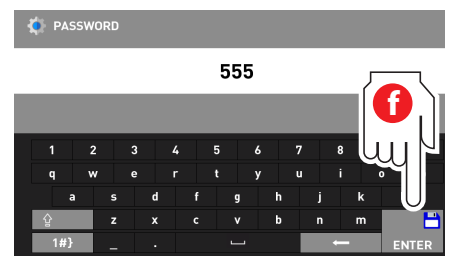 PASSWORD
555
f
1 2 3 4 5 6 7 8
q w e r t y u i o
a s d f g h j k
z x c v b n m
1#} _ .
ENTER